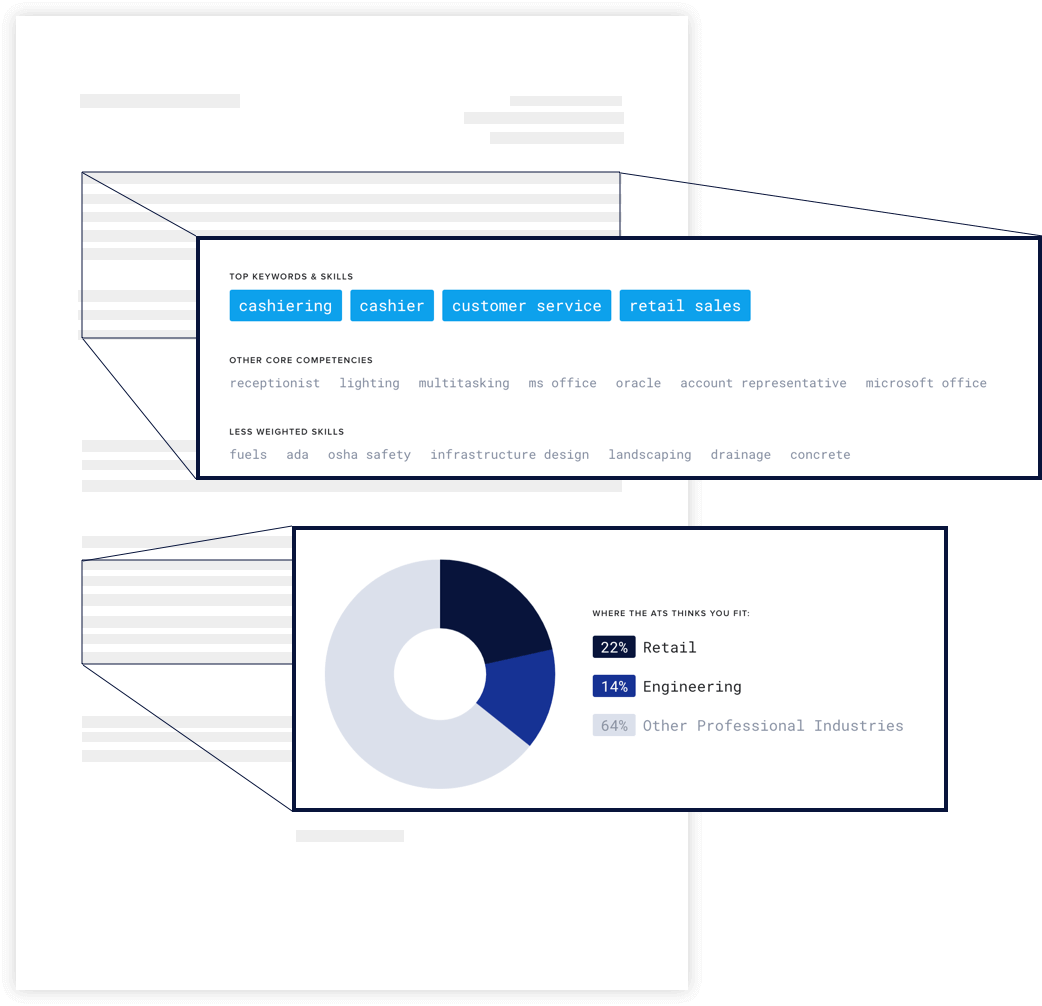 TOP KEYWORDS & SKILLS
cashiering cashier customer service retail sales
OTHER CORE COMPETENCIES
receptionist lighting multitasking ms office oracle account representative microsoft office
LESS WEIGHTED SKILLS
fuels ada osha safety infrastructure design landscaping drainage concrete
WHERE THE ATS THINKS YOU FIT:
22% Retail
14% Engineering
64% Other Professional Industries